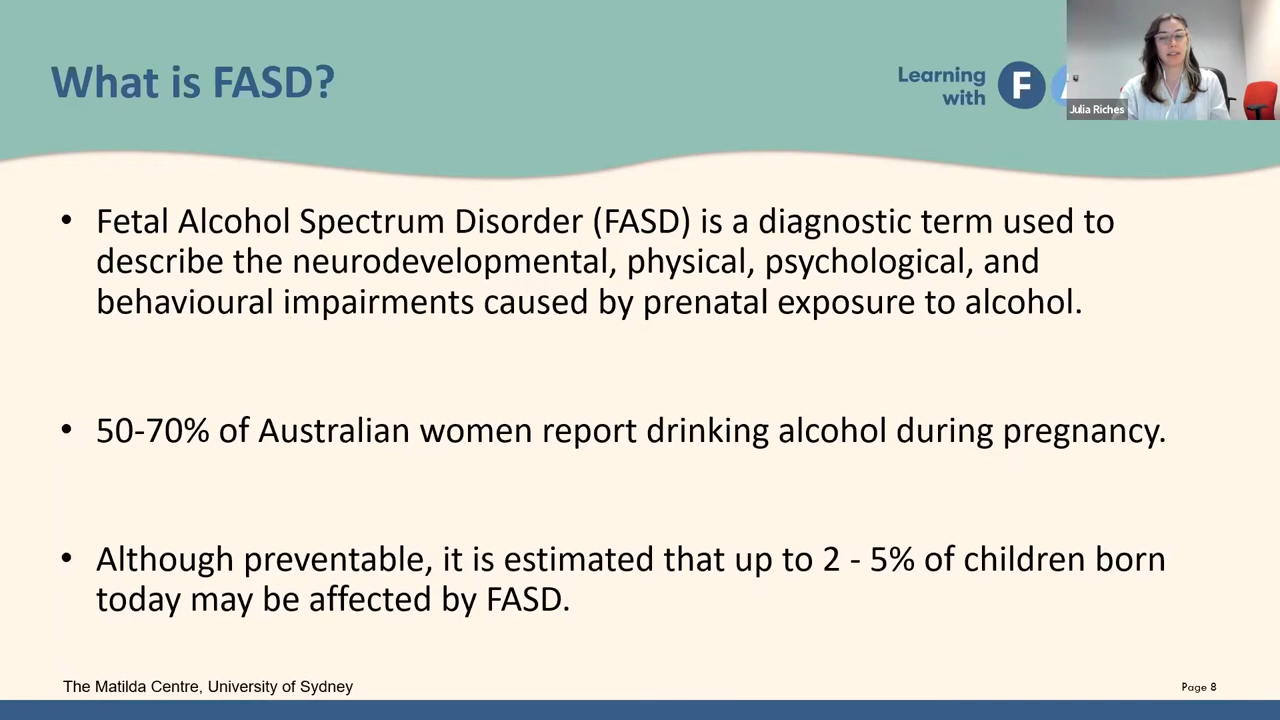 What is FASD?
Learning
with
F
Julia Riches
• Fetal Alcohol Spectrum Disorder (FASD) is a diagnostic term used to
describe the neurodevelopmental, physical, psychological, and
behavioural impairments caused by prenatal exposure to alcohol.
• 50-70% of Australian women report drinking alcohol during pregnancy.
• Although preventable, it is estimated that up to 2 - 5% of children born
today may be affected by FASD.
The Matilda Centre, University of Sydney
Page 8